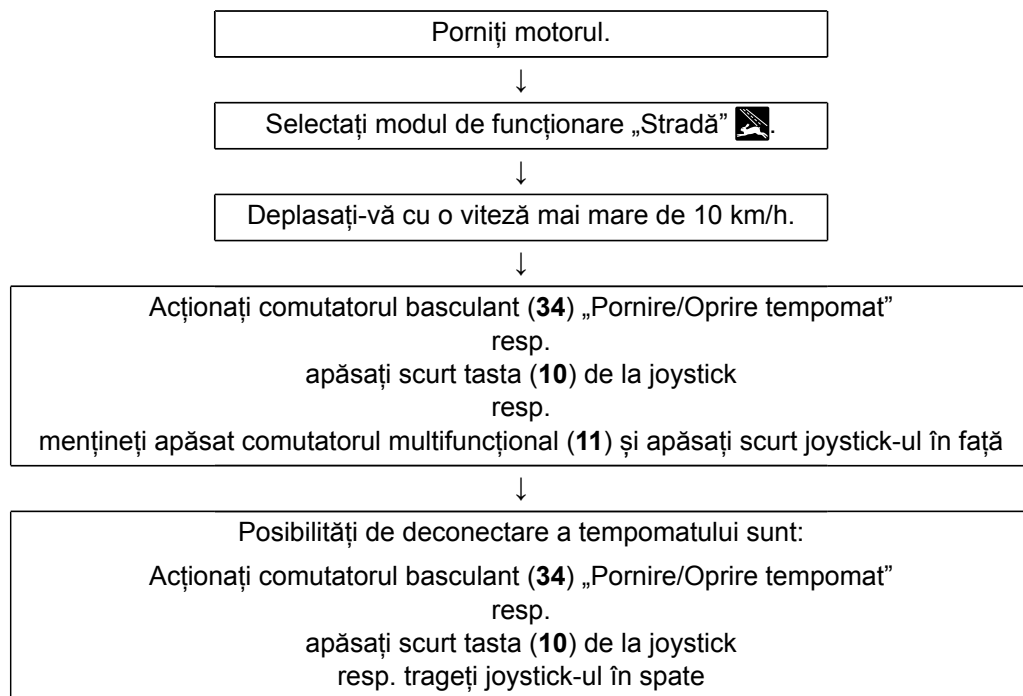 Porniți motorul.
↓
Selectați modul de funcționare „Stradă” .
↓
Deplasați-vă cu o viteză mai mare de 10 km/h.
↓
Acționați comutatorul basculant (34) „Pornire/Oprire tempomat”
resp.
apăsați scurt tasta (10) de la joystick
resp.
mențineți apăsat comutatorul multifuncțional (11) și apăsați scurt joystick-ul în față
↓
Posibilități de deconectare a tempomatului sunt:
Acționați comutatorul basculant (34) „Pornire/Oprire tempomat”
resp.
apăsați scurt tasta (10) de la joystick
resp. trageți joystick-ul în spate